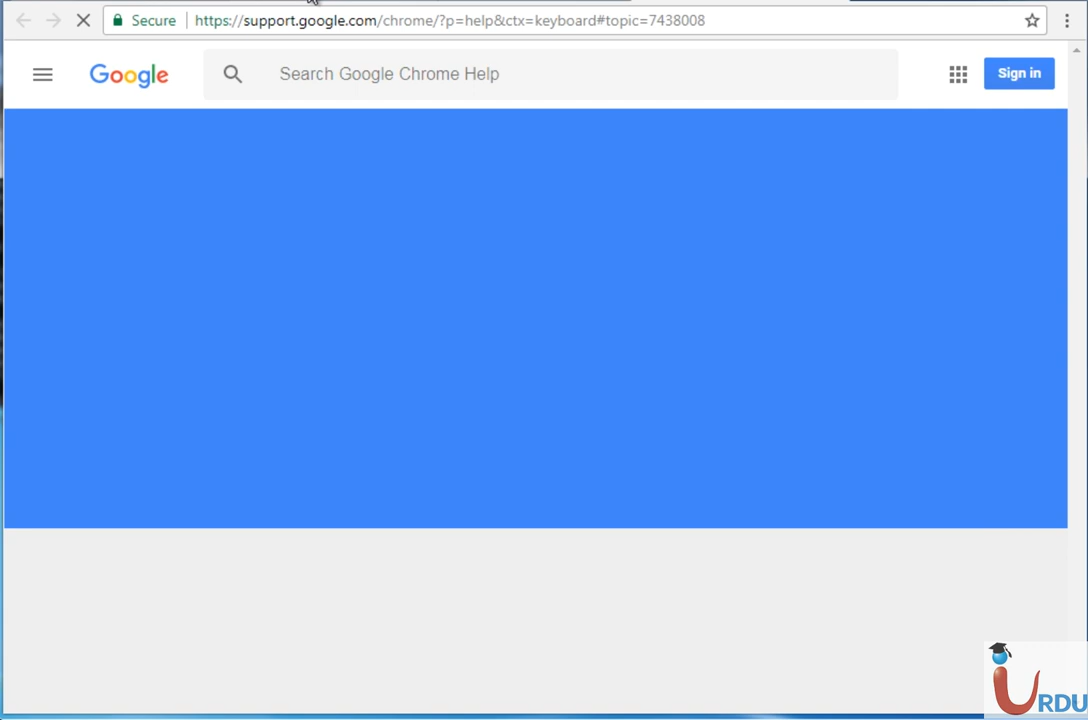 Secure https://support.google.com/chrome/?p=help&ctx=keyboard#topic=7438008
Google Search Google Chrome Help Sign in
URDU